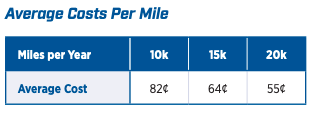 Average Costs Per Mile
Miles per Year 10k 15k 20k
Average Cost 82¢ 64¢ 55¢